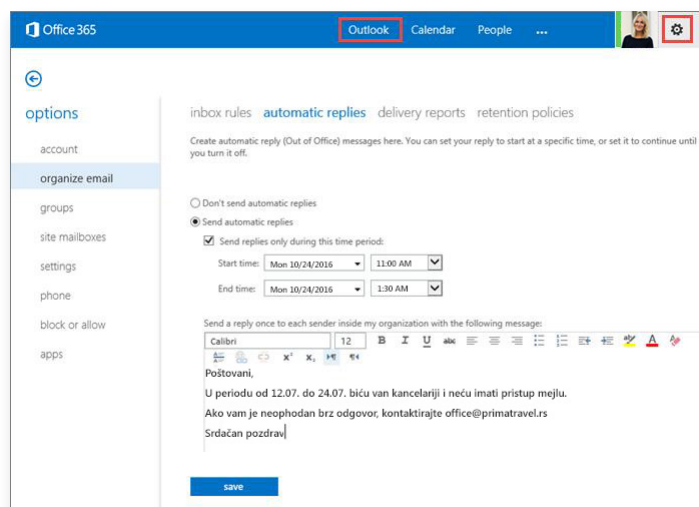 Office 365
Outlook Calendar People ...
options
inbox rules automatic replies delivery reports retention policies
Create automatic reply (Out of Office) messages here. You can set your reply to start at a specific time, or set it to continue until
you turn it off.
account
organize email
groups
site mailboxes
settings
phone
block or allow
apps
Don't send automatic replies
Send automatic replies
Send replies only during this time period:
Start time: Mon 10/24/2016 11:00 AM
End time: Mon 10/24/2016 1:30 AM
Send a reply once to each sender inside my organization with the following message:
Calibri 12 B I U abc ab A
x² x₂
Poštovani,
U periodu od 12.07. do 24.07. biću van kancelariji i neću imati pristup mejlu.
Ako vam je neophodan brz odgovor, kontaktirajte office@primatravel.rs
Srdačan pozdrav
save